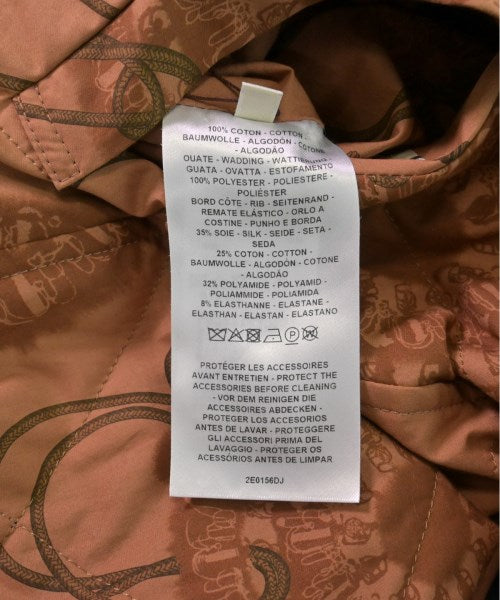 100% COTON - COTTON -
BAUMWOLLE - ALGODÓN - COTONE
- ALGODÃO
OUATE - WADDING - WATTIERUNG -
GUATA - OVATTA - ESTOFAMENTO
100% POLYESTER - POLIESTERE -
POLIÉSTER
BORD CÔTE - RIB - SEITENRAND -
REMATE ELÁSTICO - ORLO A
COSTINE - PUNHO E BORDA
35% SOIE - SILK - SEIDE - SETA -
SEDA
25% COTON - COTTON -
BAUMWOLLE - ALGODÓN - COTONE
- ALGODÃO
32% POLYAMIDE - POLYAMID -
POLIAMMIDE - POLIAMIDA
8% ELASTHANNE - ELASTANE -
ELASTHAN - ELASTAN - ELASTANO
PROTÉGER LES ACCESSOIRES
AVANT ENTRETIEN - PROTECT THE
ACCESSORIES BEFORE CLEANING
- VOR DEM REINIGEN DIE
ACCESSOIRES ABDECKEN -
PROTEGER LOS ACCESORIOS
ANTES DE LAVAR - PROTEGGERE
GLI ACCESSORI PRIMA DEL
LAVAGGIO - PROTEGER OS
ACESSÓRIOS ANTES DE LIMPAR
2E0156DJ